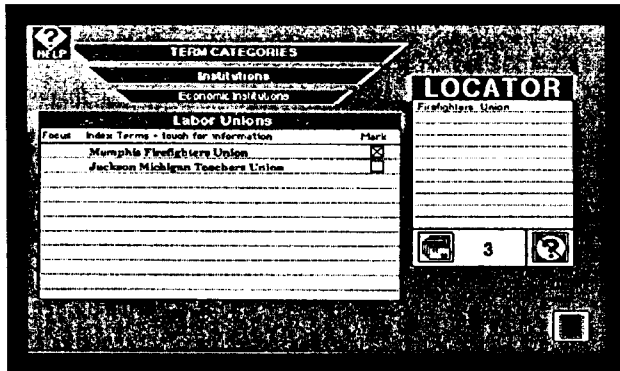 HELP
TERM CATEGORIES
Institutions
Economic Institutions
Labor Unions
Focus Index Terms - touch for information Mark
Memphis Firefighters Union
Jackson Michigan Teachers Union
LOCATOR
Firefighters, Union
3